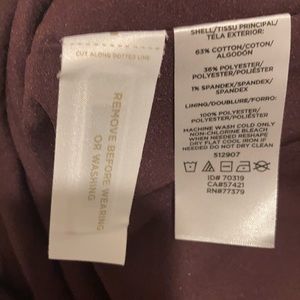 CUT ALONG DOTTED LINE
REMOVE BEFORE WEARING
OR WASHING
SHELL/TISSU PRINCIPAL/
TELA EXTERIOR:
63% COTTON/COTON/
ALGODÓN
36% POLYESTER/
POLYESTER/POLIÉSTER
1% SPANDEX/SPANDEX/
SPANDEX
LINING/DOUBLURE/FORRO:
100% POLYESTER/
POLYESTER/POLIÉSTER
MACHINE WASH COLD ONLY
NON-CHLORINE BLEACH
WHEN NEEDED RESHAPE
DRY FLAT COOL IRON IF
NEEDED DO NOT DRY CLEAN
512907
ID# 70319
CA#57421
RN#77379